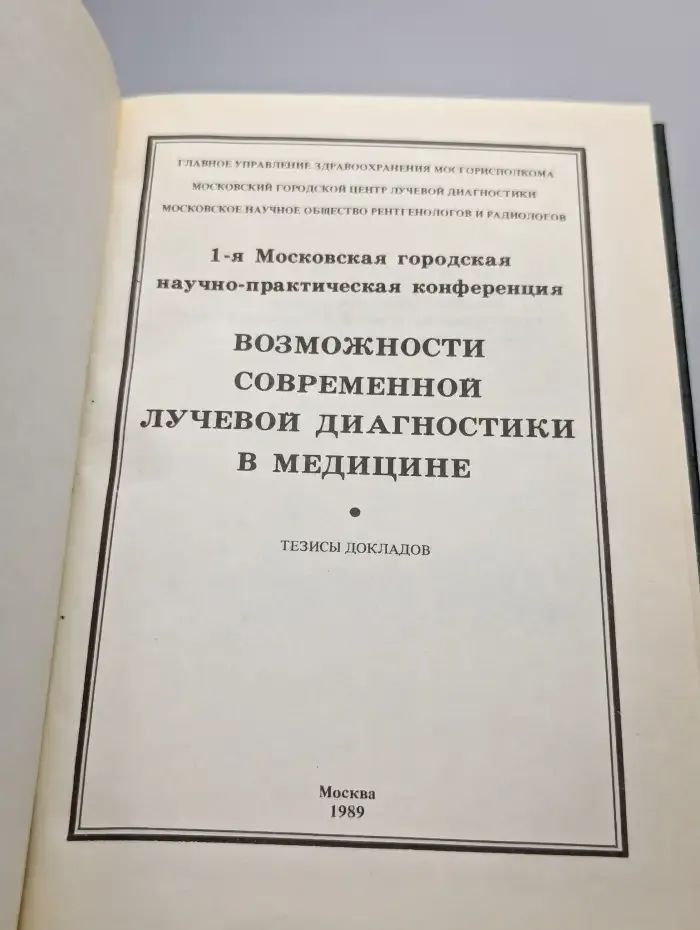 ГЛАВНОЕ УПРАВЛЕНИЕ ЗДРАВООХРАНЕНИЯ МОСГОРИСПОЛКОМА
МОСКОВСКИЙ ГОРОДСКОЙ ЦЕНТР ЛУЧЕВОЙ ДИАГНОСТИКИ
МОСКОВСКОЕ НАУЧНОЕ ОБЩЕСТВО РЕНТГЕНОЛОГОВ И РАДИОЛОГОВ
1-я Московская городская
научно-практическая конференция
ВОЗМОЖНОСТИ
СОВРЕМЕННОЙ
ЛУЧЕВОЙ ДИАГНОСТИКИ
В МЕДИЦИНЕ
ТЕЗИСЫ ДОКЛАДОВ
Москва
1989